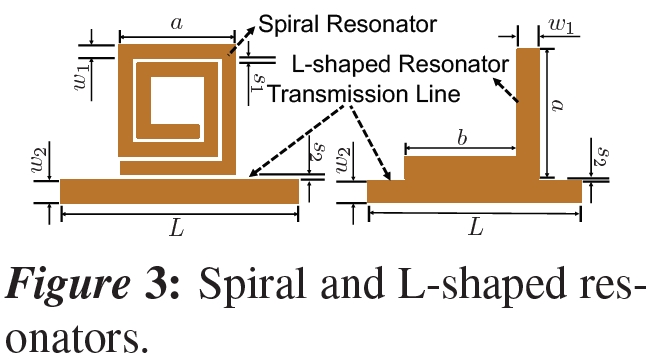 a
Spiral Resonator
w₁
s₁
w₁
L-shaped Resonator
Transmission Line
a
b
w₂
s₂
w₂
s₂
L
L
Figure 3: Spiral and L-shaped res-
onators.